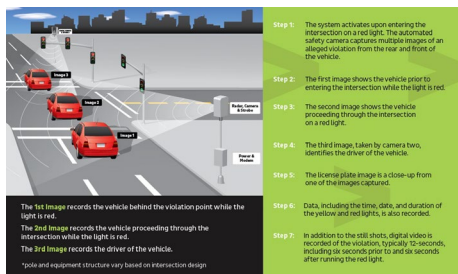 Image 3
Image 2
Image 1
Radar, Camera
& Strobe
Power &
Modem
The 1st Image records the vehicle behind the violation point while the
light is red.
The 2nd Image records the vehicle proceeding through the
intersection while the light is red.
The 3rd Image records the driver of the vehicle.
*pole and equipment structure vary based on intersection design
Step 1: The system activates upon entering the
intersection on a red light. The automated
safety camera captures multiple images of an
alleged violation from the rear and front of
the vehicle.
Step 2: The first image shows the vehicle prior to
entering the intersection while the light is red.
Step 3: The second image shows the vehicle
proceeding through the intersection
on a red light.
Step 4: The third image, taken by camera two,
identifies the driver of the vehicle.
Step 5: The license plate image is a close-up from
one of the images captured.
Step 6: Data, including the time, date, and duration of
the yellow and red lights, is also recorded.
Step 7: In addition to the still shots, digital video is
recorded of the violation, typically 12-seconds,
including six seconds prior to and six seconds
after running the red light.